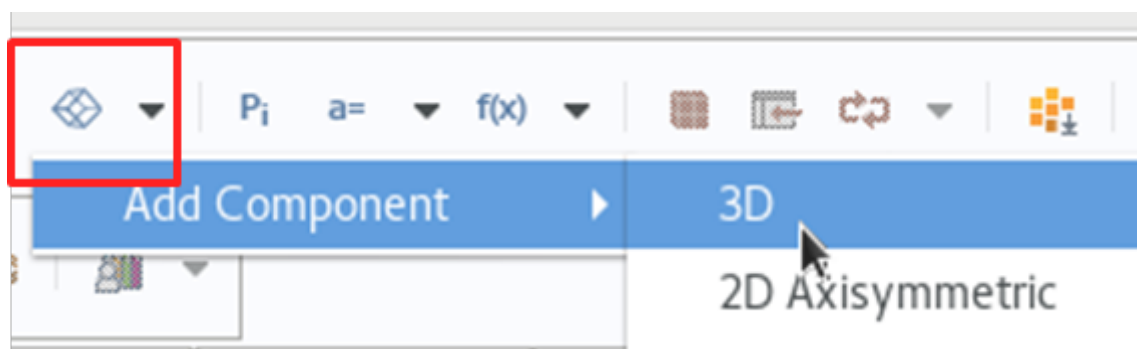 Pi a= f(x)
Add Component 3D
2D Axisymmetric